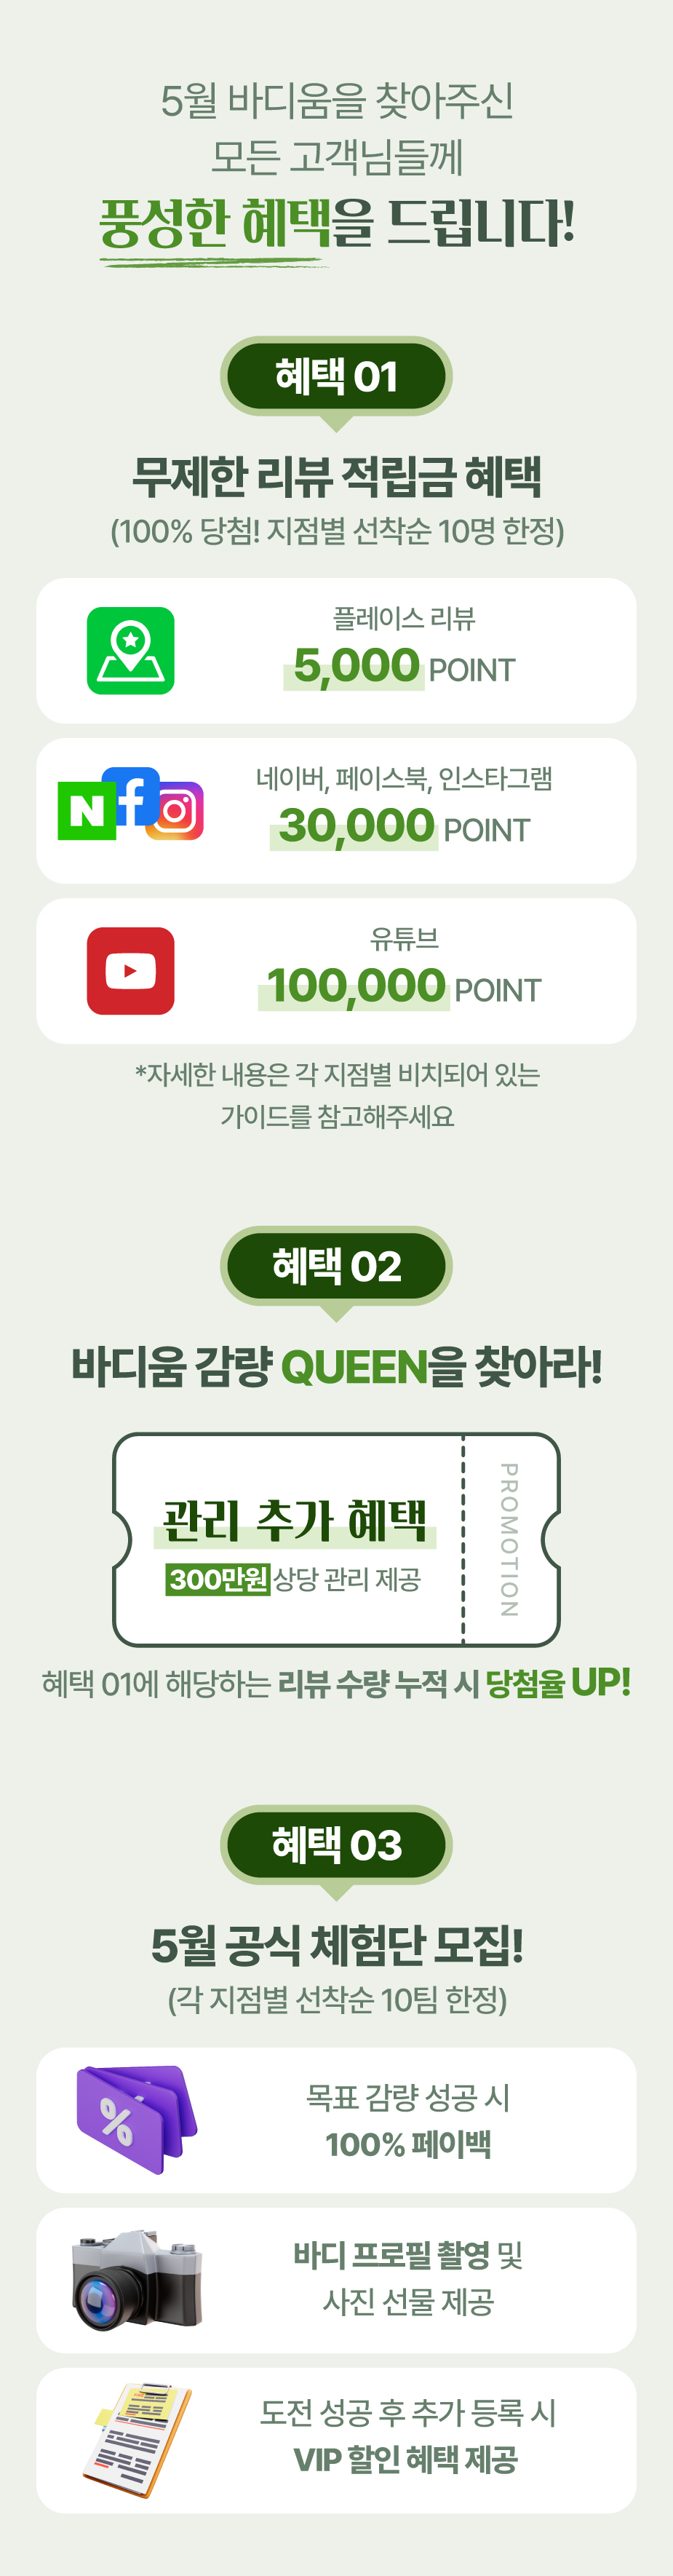 5월 바디움을 찾아주신
모든 고객님들께
풍성한 혜택을 드립니다!
혜택 01
무제한 리뷰 적립금 혜택
(100% 당첨! 지점별 선착순 10명 한정)
플레이스 리뷰
5,000 POINT
N f
네이버, 페이스북, 인스타그램
30,000 POINT
유튜브
100,000 POINT
*자세한 내용은 각 지점별 비치되어 있는
가이드를 참고해주세요
혜택 02
바디움 감량 QUEEN을 찾아라!
관리 추가 혜택
300만원 상당 관리 제공
PROMOTION
혜택 01에 해당하는 리뷰 수량 누적 시 당첨율 UP!
혜택 03
5월 공식 체험단 모집!
(각 지점별 선착순 10팀 한정)
%
목표 감량 성공 시
100% 페이백
바디 프로필 촬영 및
사진 선물 제공
도전 성공 후 추가 등록 시
VIP 할인 혜택 제공